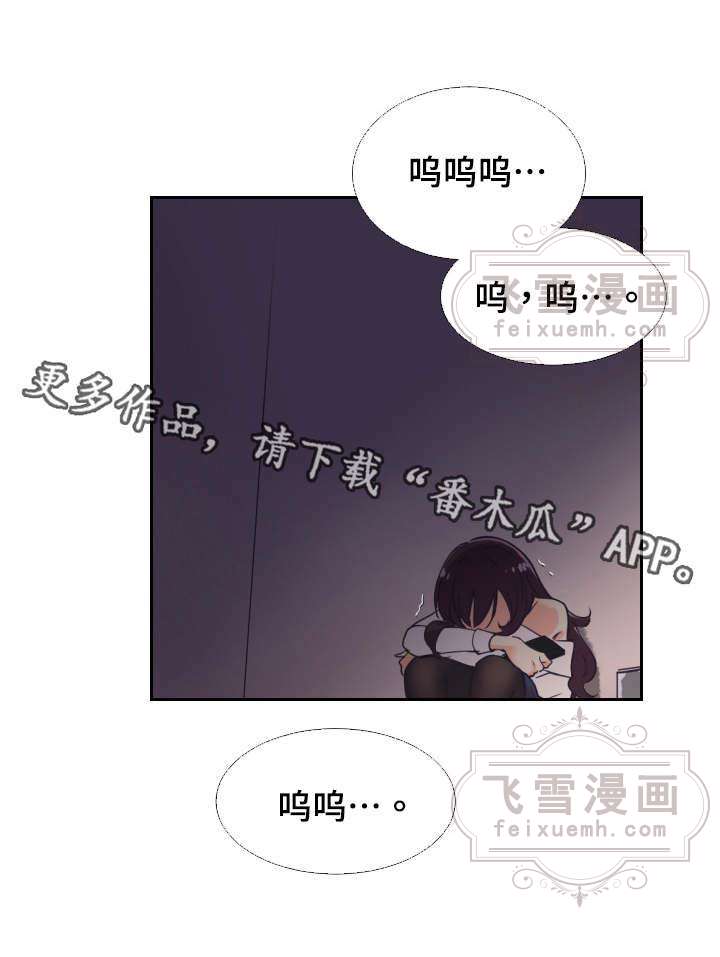 呜呜呜…
呜，呜…。
飞雪漫画
feixuemh.com
更多作品，请下载“番木瓜”APP。
呜呜…。
飞雪漫画
feixuemh.com